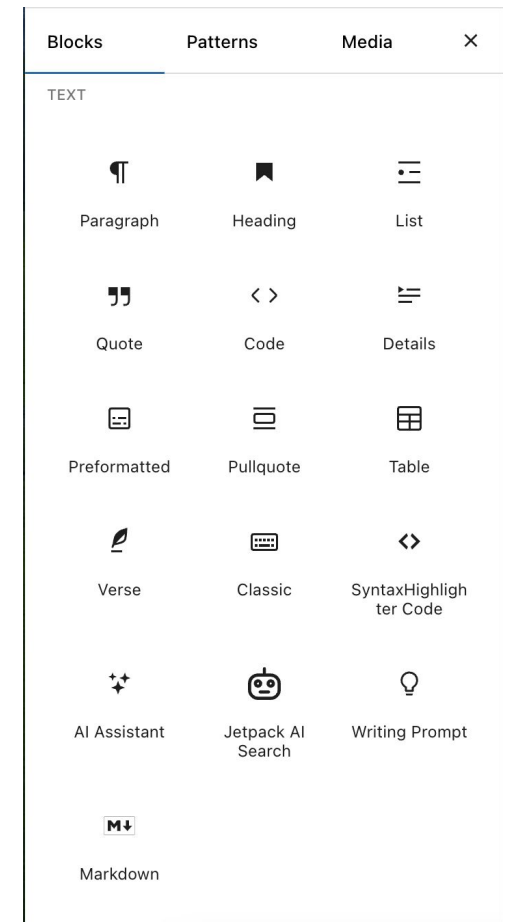 Blocks Patterns Media
TEXT
Paragraph Heading List
Quote Code Details
Preformatted Pullquote Table
Verse Classic SyntaxHighligh
ter Code
AI Assistant Jetpack AI Writing Prompt
Search
M
Markdown